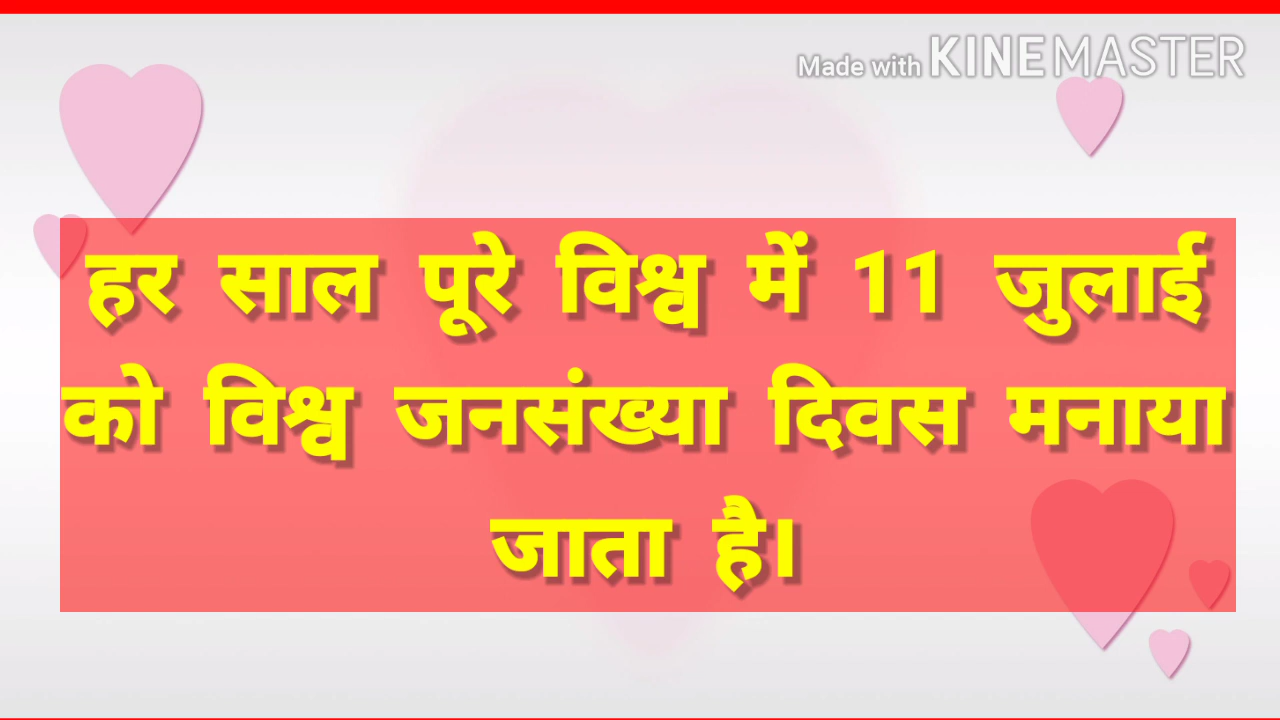 Made with KINEMASTER
हर साल पूरे विश्व में 11 जुलाई
को विश्व जनसंख्या दिवस मनाया
जाता है।